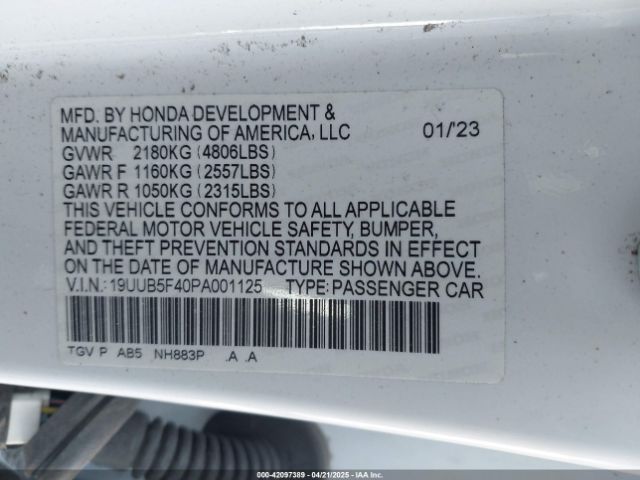 MFD. BY HONDA DEVELOPMENT &
MANUFACTURING OF AMERICA, LLC 01/'23
GVWR 2180KG (4806LBS)
GAWR F 1160KG (2557LBS)
GAWR R 1050KG (2315LBS)
THIS VEHICLE CONFORMS TO ALL APPLICABLE
FEDERAL MOTOR VEHICLE SAFETY, BUMPER,
AND THEFT PREVENTION STANDARDS IN EFFECT
ON THE DATE OF MANUFACTURE SHOWN ABOVE.
V.I.N.:19UUB5F40PA001125 TYPE:PASSENGER CAR
TGV P AB5 NH883P .A .A
000-42097389 - 04/21/2025 - IAA Inc.